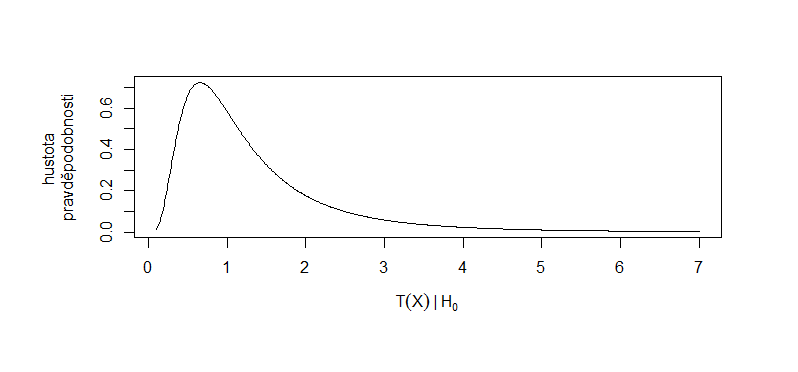 hustota
pravděpodobnosti
0.0 0.2 0.4 0.6
0 1 2 3 4 5 6 7
T(X) | H₀